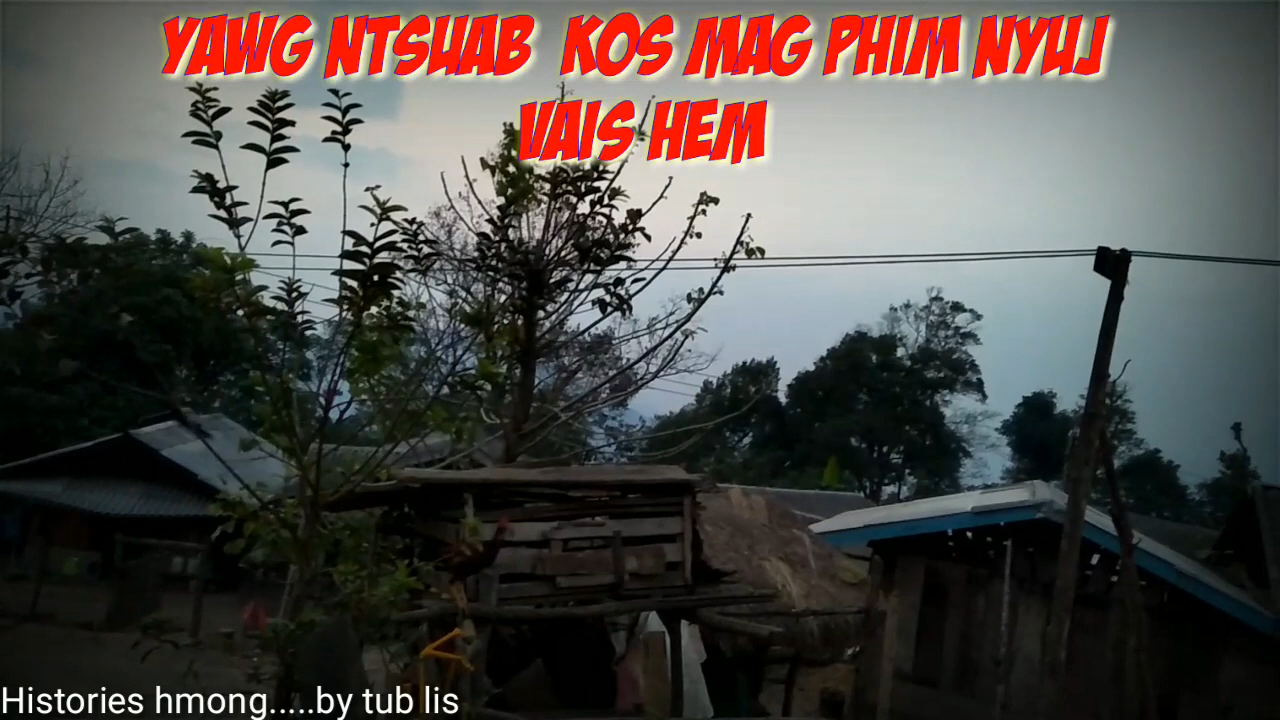 YAWG NTSUAB KOS MAG PHIM NYUJ
VAIS HEM
Histories hmong.....by tub lis